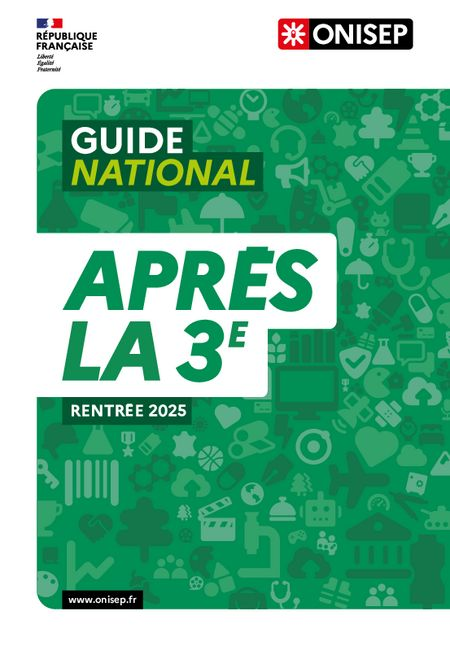 RÉPUBLIQUE
FRANÇAISE
Liberté
Égalité
Fraternité
ONISEP
GUIDE
NATIONAL
APRÈS
LA 3E
RENTRÉE 2025
www.onisep.fr